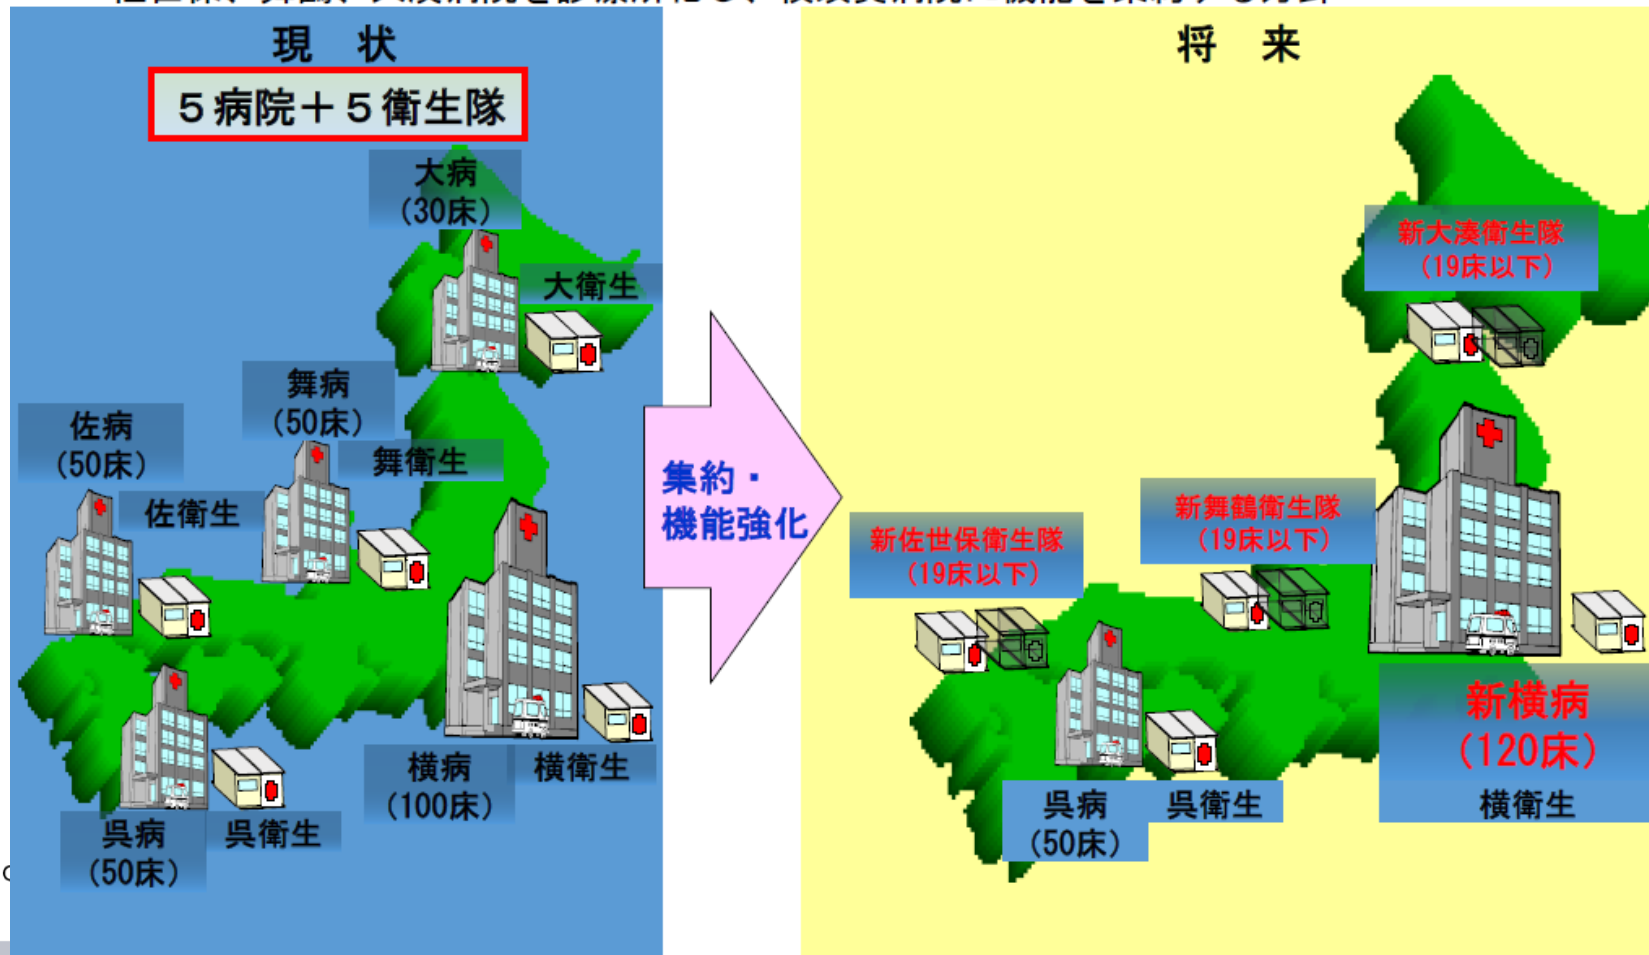 現 状
5病院+5衛生隊
大病
(30床)
大衛生
舞病
(50床)
舞衛生
佐病
(50床)
佐衛生
横病
(100床)
横衛生
呉病
(50床)
呉衛生
集約・
機能強化
将 来
新大湊衛生隊
(19床以下)
新舞鶴衛生隊
(19床以下)
新佐世保衛生隊
(19床以下)
新横病
(120床)
横衛生
呉病
(50床)
呉衛生